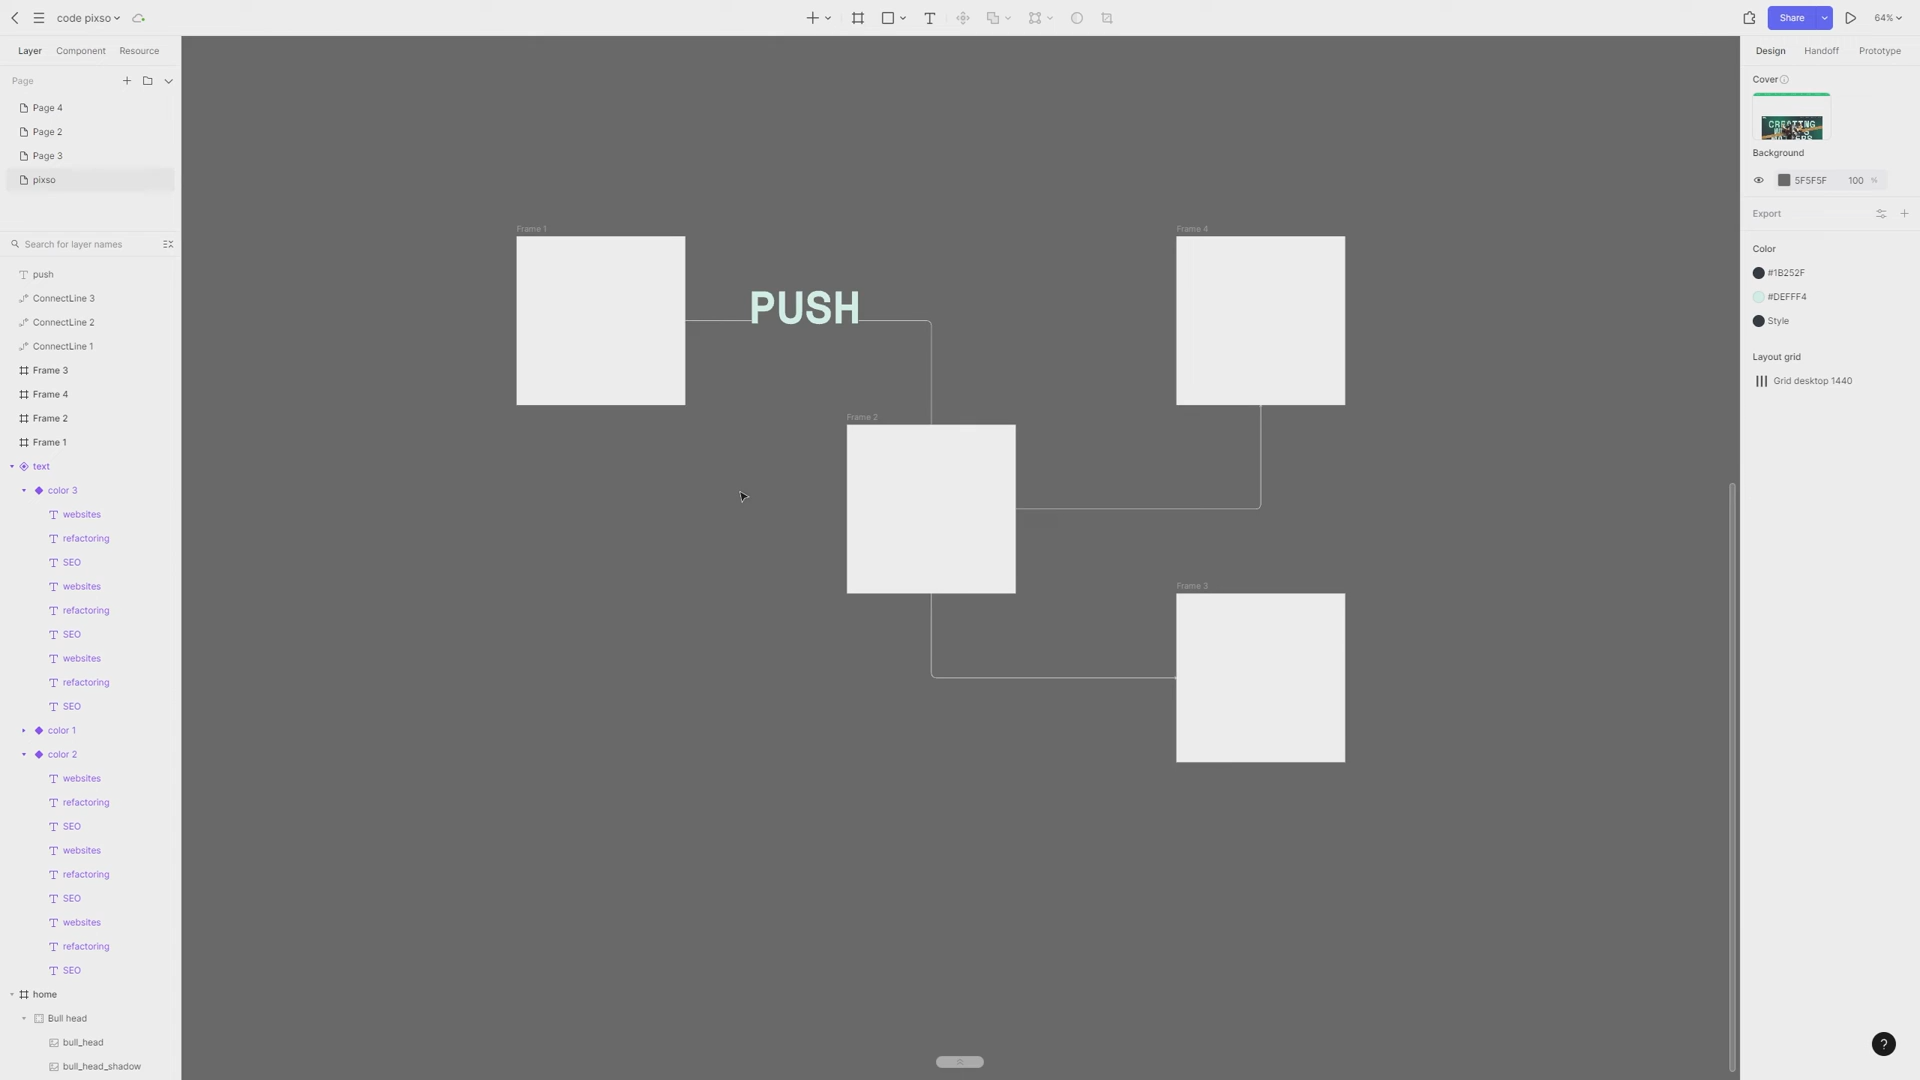 code pixso
Share
64%
Layer
Component
Resource
Page
Page 4
Page 2
Page 3
pixso
Search for layer names
push
ConnectLine 3
ConnectLine 2
ConnectLine 1
Frame 3
Frame 4
Frame 2
Frame 1
text
color 3
websites
refactoring
SEO
websites
refactoring
SEO
websites
refactoring
SEO
color 1
color 2
websites
refactoring
SEO
websites
refactoring
SEO
websites
refactoring
SEO
home
Bull head
bull_head
bull_head_shadow
Frame 1
PUSH
Frame 2
Frame 4
Frame 3
Design
Handoff
Prototype
Cover
Background
5F5F5F 100 %
Export
Color
#1B252F
#DEFFF4
Style
Layout grid
Grid desktop 1440
?